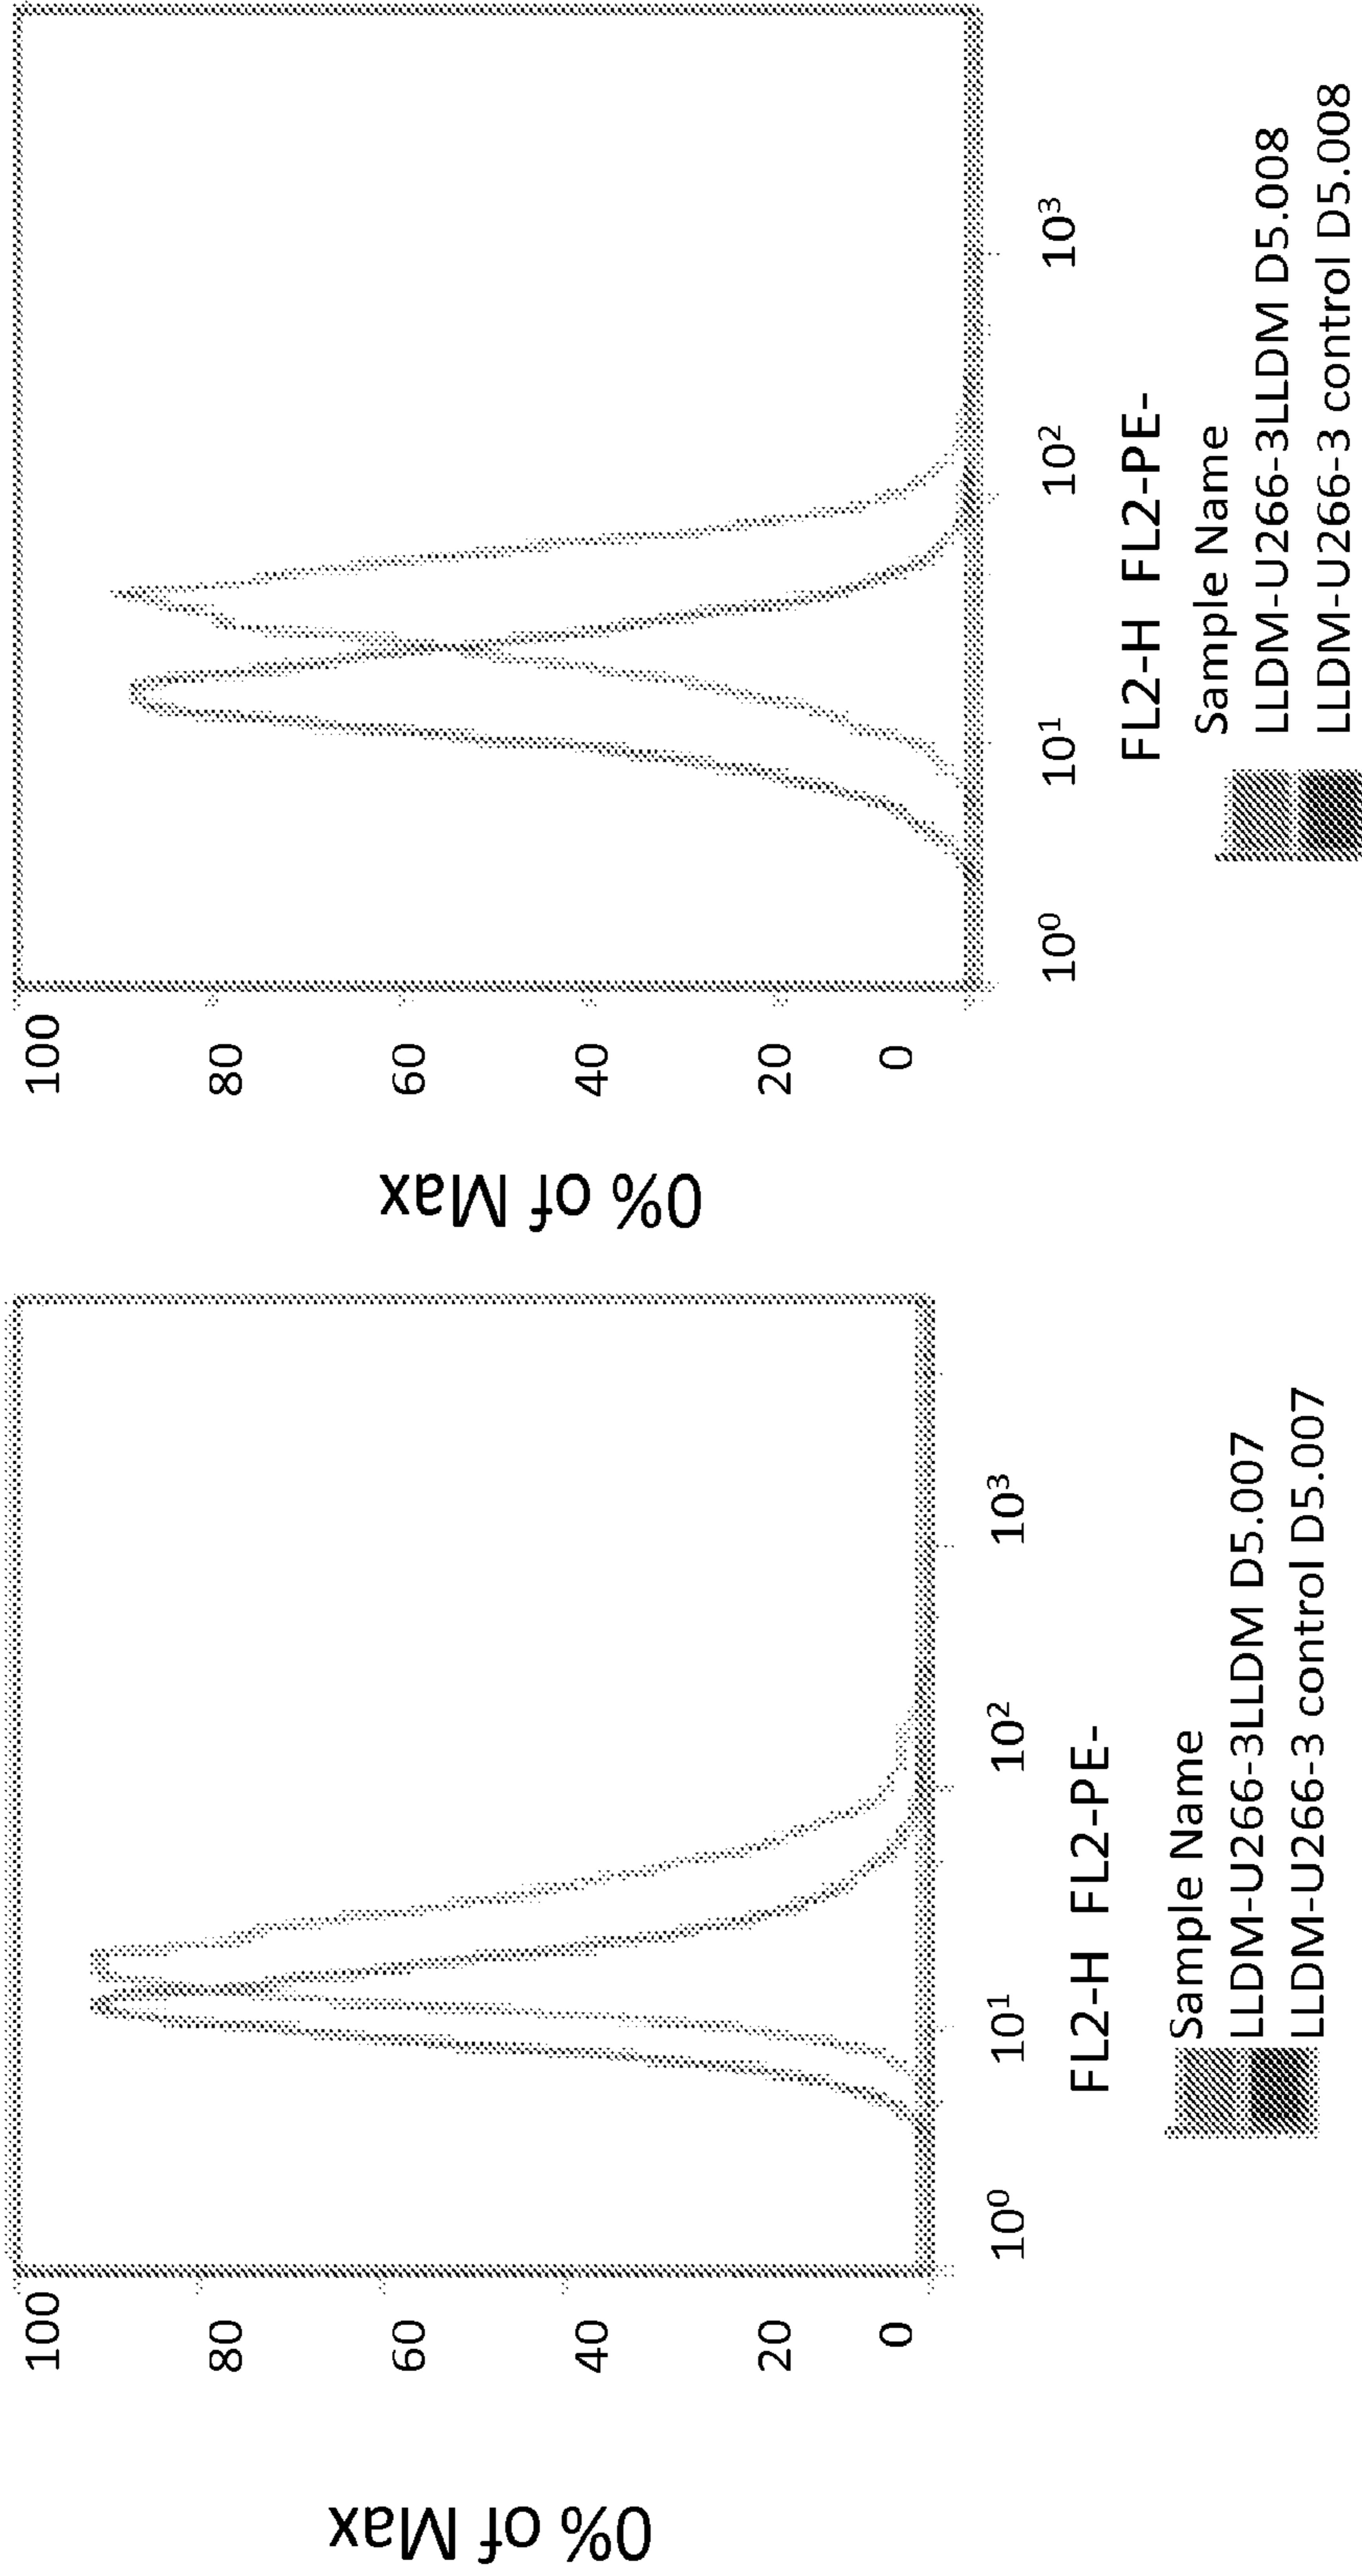 0% of Max
100
80
60
40
20
0
10⁰
10¹
10²
10³
FL2-H FL2-PE-
Sample Name
LLDM-U266-3LLDM D5.007
LLDM-U266-3 control D5.007
0% of Max
100
80
60
40
20
0
10⁰
10¹
10²
10³
FL2-H FL2-PE-
Sample Name
LLDM-U266-3LLDM D5.008
LLDM-U266-3 control D5.008